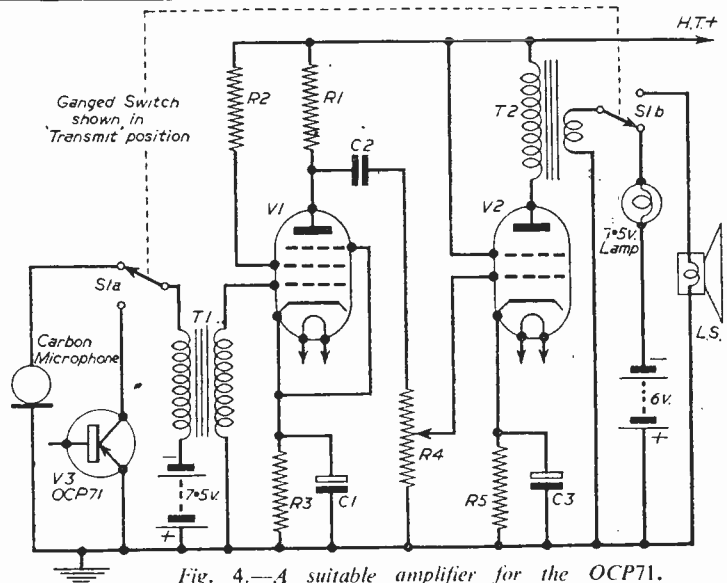 H.T.+
Ganged Switch
shown in
'Transmit' position
R2
R1
C2
T2
S1b
V1
V2
7·5v.
Lamp
S1a
T1
L.S.
Carbon
Microphone
V3
OCP71
-
7·5v.
+
R3
C1
R4
R5
C3
-
6v.
+
Fig. 4.—A suitable amplifier for the OCP71.